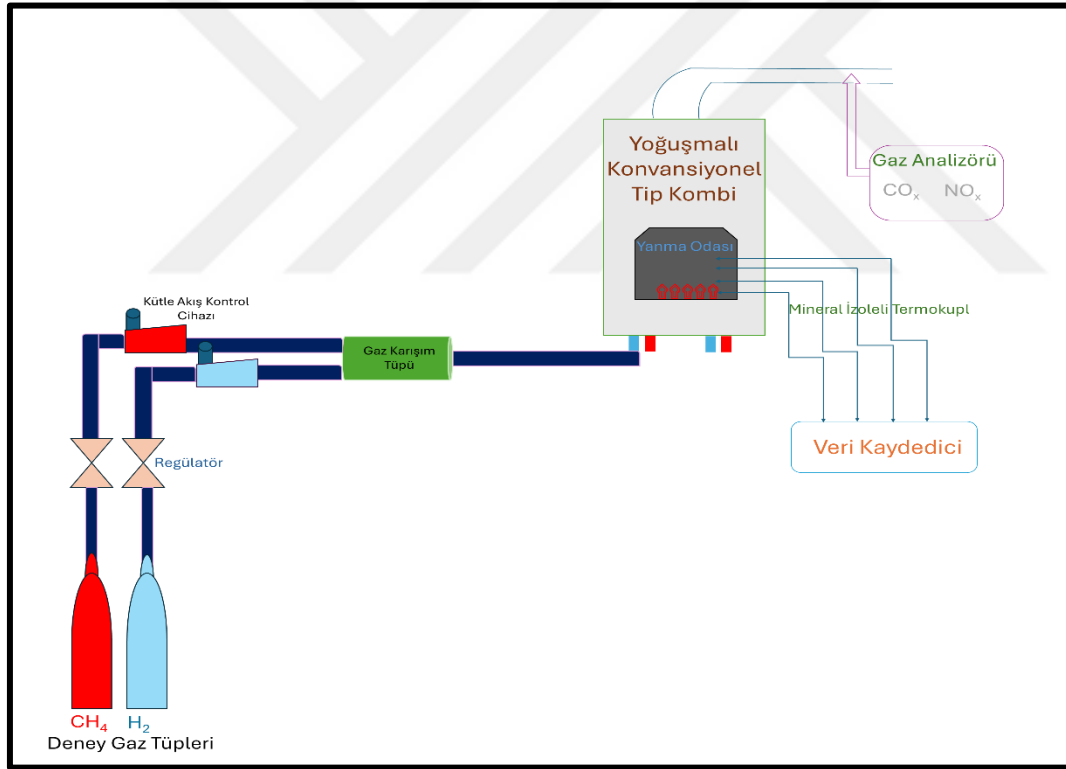 Yoğuşmalı
Konvansiyonel
Tip Kombi
Gaz Analizörü
COₓ NOₓ
Yanma Odası
Mineral İzoleli Termokupl
Kütle Akış Kontrol
Cihazı
Gaz Karışım
Tüpü
Regülatör
Veri Kaydedici
CH₄ H₂
Deney Gaz Tüpleri